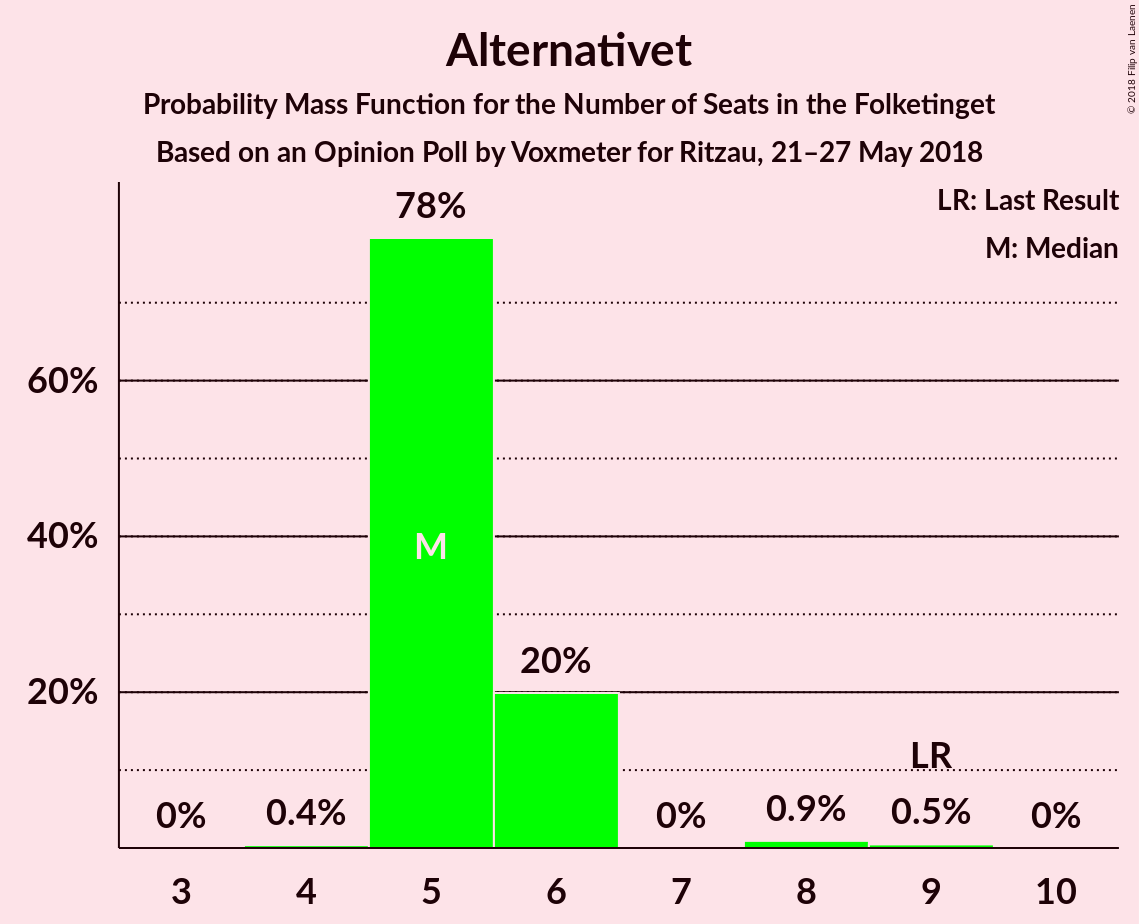 Alternativet
Probability Mass Function for the Number of Seats in the Folketinget
Based on an Opinion Poll by Voxmeter for Ritzau, 21–27 May 2018
© 2018 Filip van Laenen
LR: Last Result
M: Median
78%
60%
40%
M
20%
20%
LR
0%
0.4%
0%
0.9%
0.5%
0%
3 4 5 6 7 8 9 10